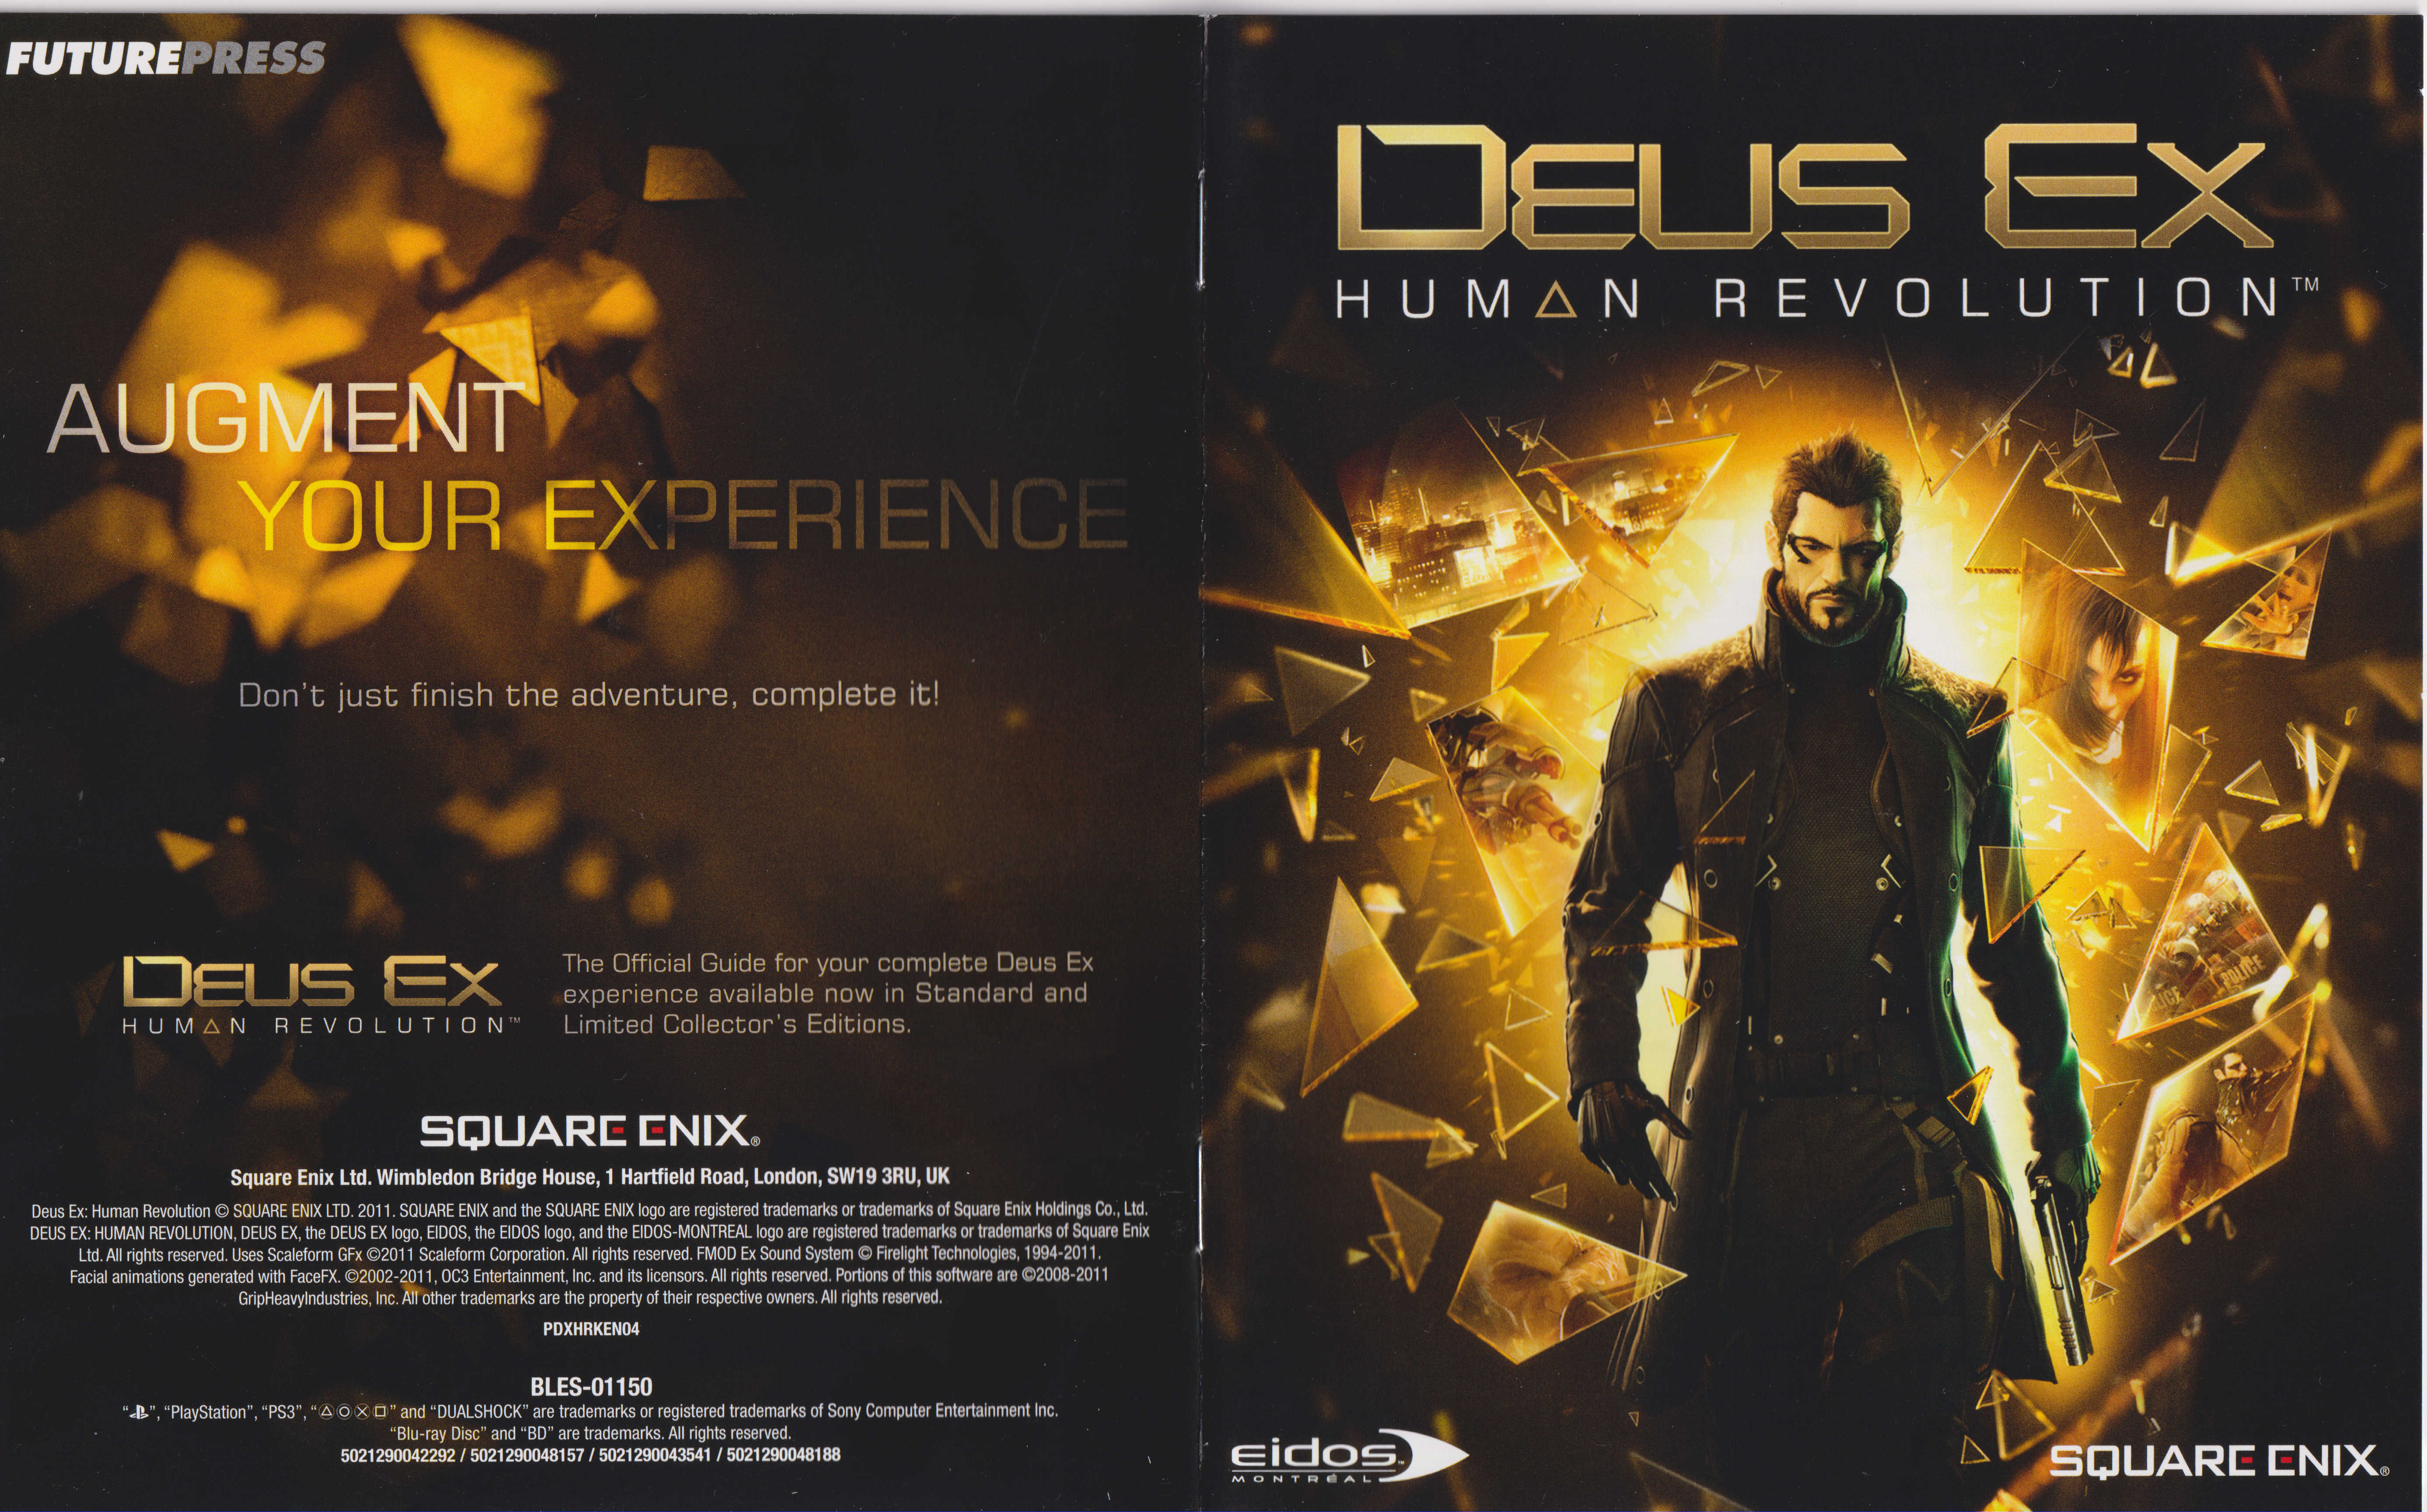 FUTUREPRESS
AUGMENT
YOUR EXPERIENCE
Don't just finish the adventure, complete it!
DEUS EX
HUMAN REVOLUTION™
The Official Guide for your complete Deus Ex
experience available now in Standard and
Limited Collector's Editions.
SQUARE ENIX®
Square Enix Ltd. Wimbledon Bridge House, 1 Hartfield Road, London, SW19 3RU, UK
Deus Ex: Human Revolution © SQUARE ENIX LTD. 2011. SQUARE ENIX and the SQUARE ENIX logo are registered trademarks or trademarks of Square Enix Holdings Co., Ltd.
DEUS EX: HUMAN REVOLUTION, DEUS EX, the DEUS EX logo, EIDOS, the EIDOS logo, and the EIDOS-MONTREAL logo are registered trademarks or trademarks of Square Enix
Ltd. All rights reserved. Uses Scaleform GFx ©2011 Scaleform Corporation. All rights reserved. FMOD Ex Sound System © Firelight Technologies, 1994-2011.
Facial animations generated with FaceFX. ©2002-2011, OC3 Entertainment, Inc. and its licensors. All rights reserved. Portions of this software are ©2008-2011
GripHeavyIndustries, Inc. All other trademarks are the property of their respective owners. All rights reserved.
PDXHRKEN04
BLES-01150
“ ”, “PlayStation”, “PS3”, “△○✕□” and “DUALSHOCK” are trademarks or registered trademarks of Sony Computer Entertainment Inc.
“Blu-ray Disc” and “BD” are trademarks. All rights reserved.
5021290042292 / 5021290048157 / 5021290043541 / 5021290048188
DEUS EX
HUMAN REVOLUTION™
POLICE
eidos™
MONTRÉAL
SQUARE ENIX®